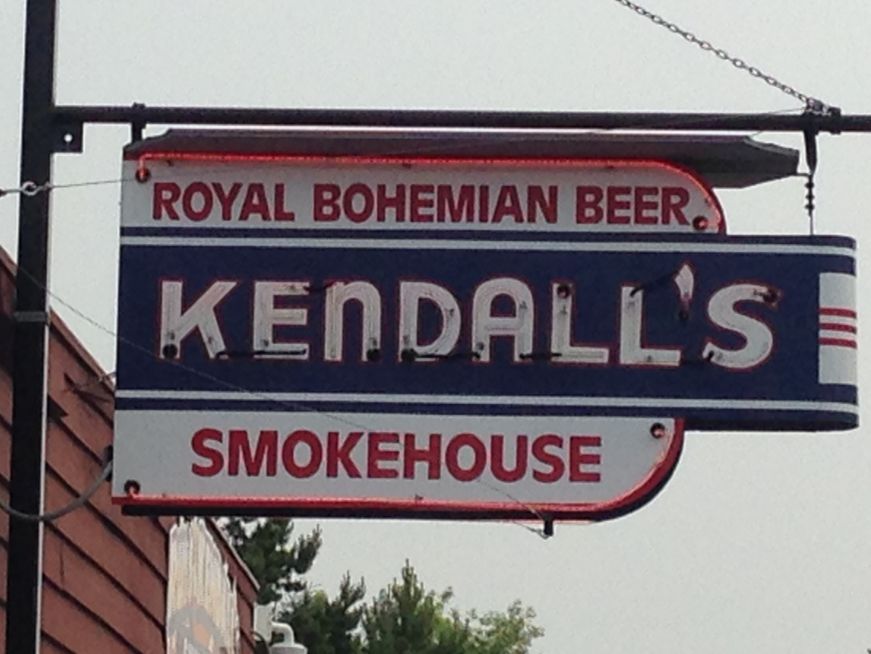 ROYAL BOHEMIAN BEER
KENDALL'S
SMOKEHOUSE